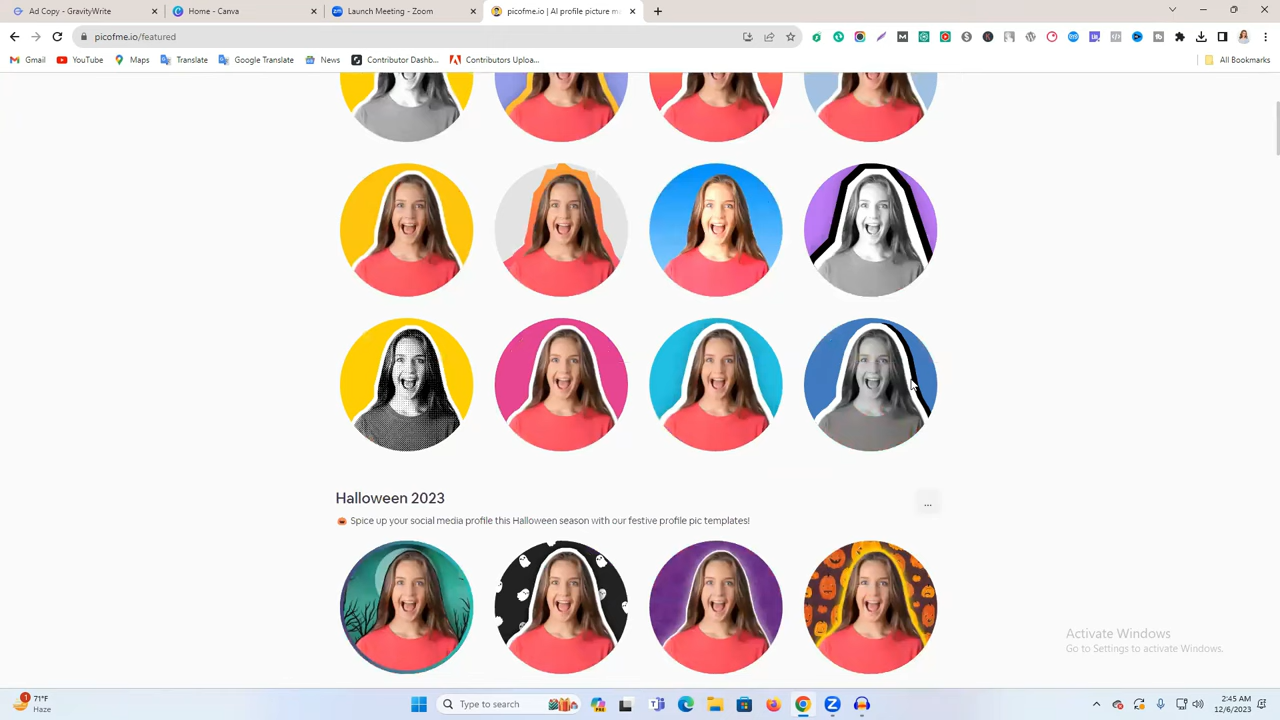 Ad Copy - GravityWrite
Home - Canva
Launch Meeting - Zoom
picofme.io | AI profile picture m
picofme.io/featured
Gmail
YouTube
Maps
Translate
Google Translate
News
Contributor Dashb...
Contributors Uploa...
All Bookmarks
Halloween 2023
...
Spice up your social media profile this Halloween season with our festive profile pic templates!
Activate Windows
Go to Settings to activate Windows.
1
71°F
Haze
Type to search
2:45 AM
12/6/2023